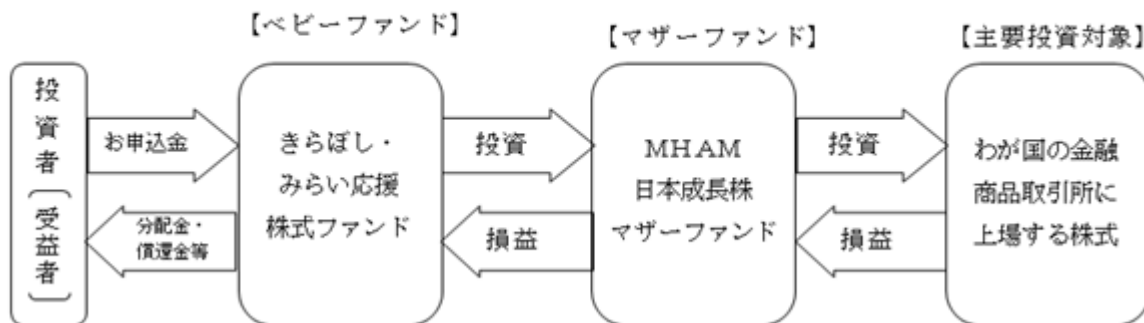 【ベビーファンド】
【マザーファンド】
【主要投資対象】
投資者(受益者)
お申込金
分配金・
償還金等
きらぼし・
みらい応援
株式ファンド
投資
損益
MHAM
日本成長株
マザーファンド
投資
損益
わが国の金融
商品取引所に
上場する株式